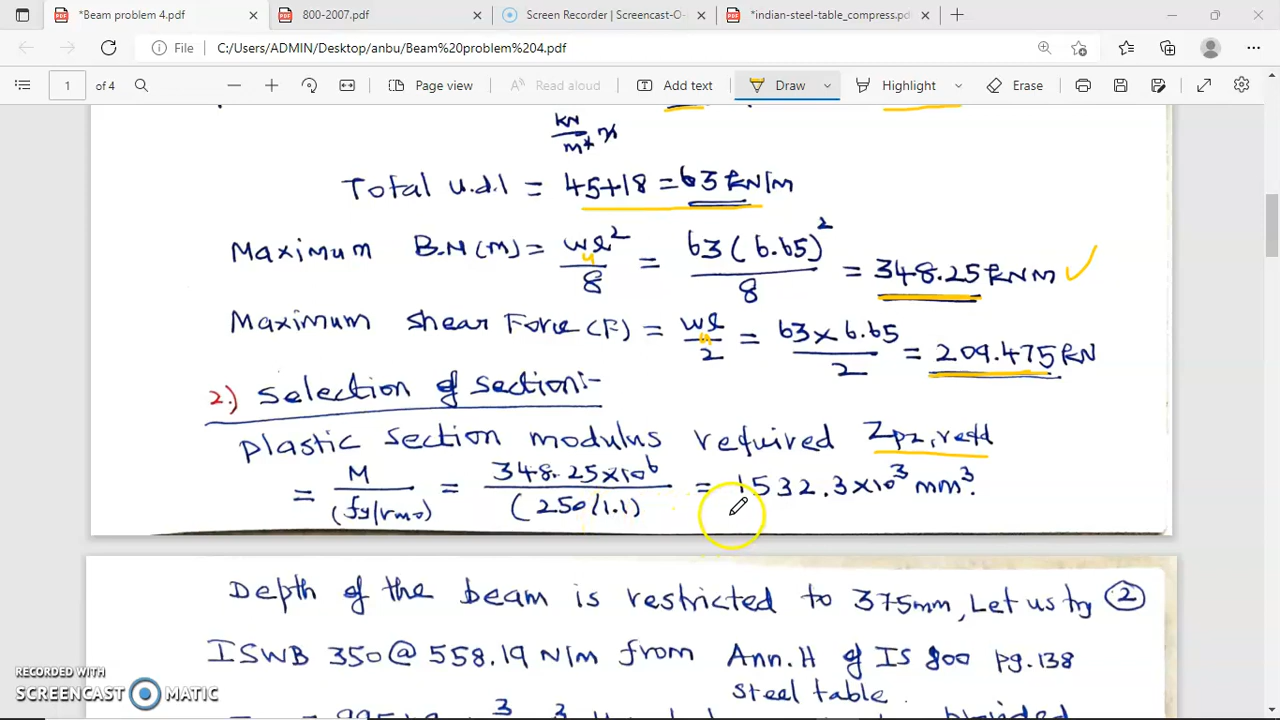 *Beam problem 4.pdf
800-2007.pdf
Screen Recorder | Screencast-O-
*indian-steel-table_compress.pd
File C:/Users/ADMIN/Desktop/anbu/Beam%20problem%204.pdf
1 of 4
Page view
Read aloud
Add text
Draw
Highlight
Erase
kN
m² x
Total u.d.l = 45+18 = 63 kN/m
Maximum B.M (M) = wl²/8 = 63(6.65)²/8 = 348.25 kNm ✓
Maximum Shear Force (F) = wl/2 = 63x6.65/2 = 209.475 kN
2.) Selection of section:-
Plastic section modulus required Zpz,reqd
= M/(fy/rmo) = 348.25x10⁶/(250/1.1) = 1532.3x10³ mm³.
Depth of the beam is restricted to 375mm, Let us try 2
ISWB 350 @ 558.19 N/m from Ann.H of IS 800 pg.138
Steel table.
RECORDED WITH
SCREENCAST MATIC